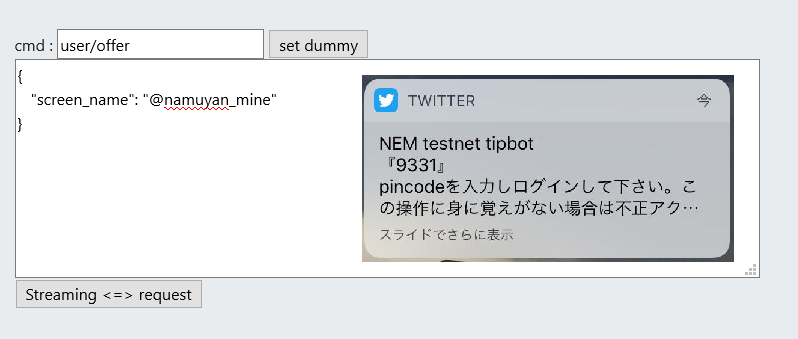 cmd : user/offer set dummy
{
"screen_name": "@namuyan_mine"
}
TWITTER 今
NEM testnet tipbot
『9331』
pincodeを入力しログインして下さい。こ
の操作に身に覚えがない場合は不正アク…
スライドでさらに表示
Streaming <=> request